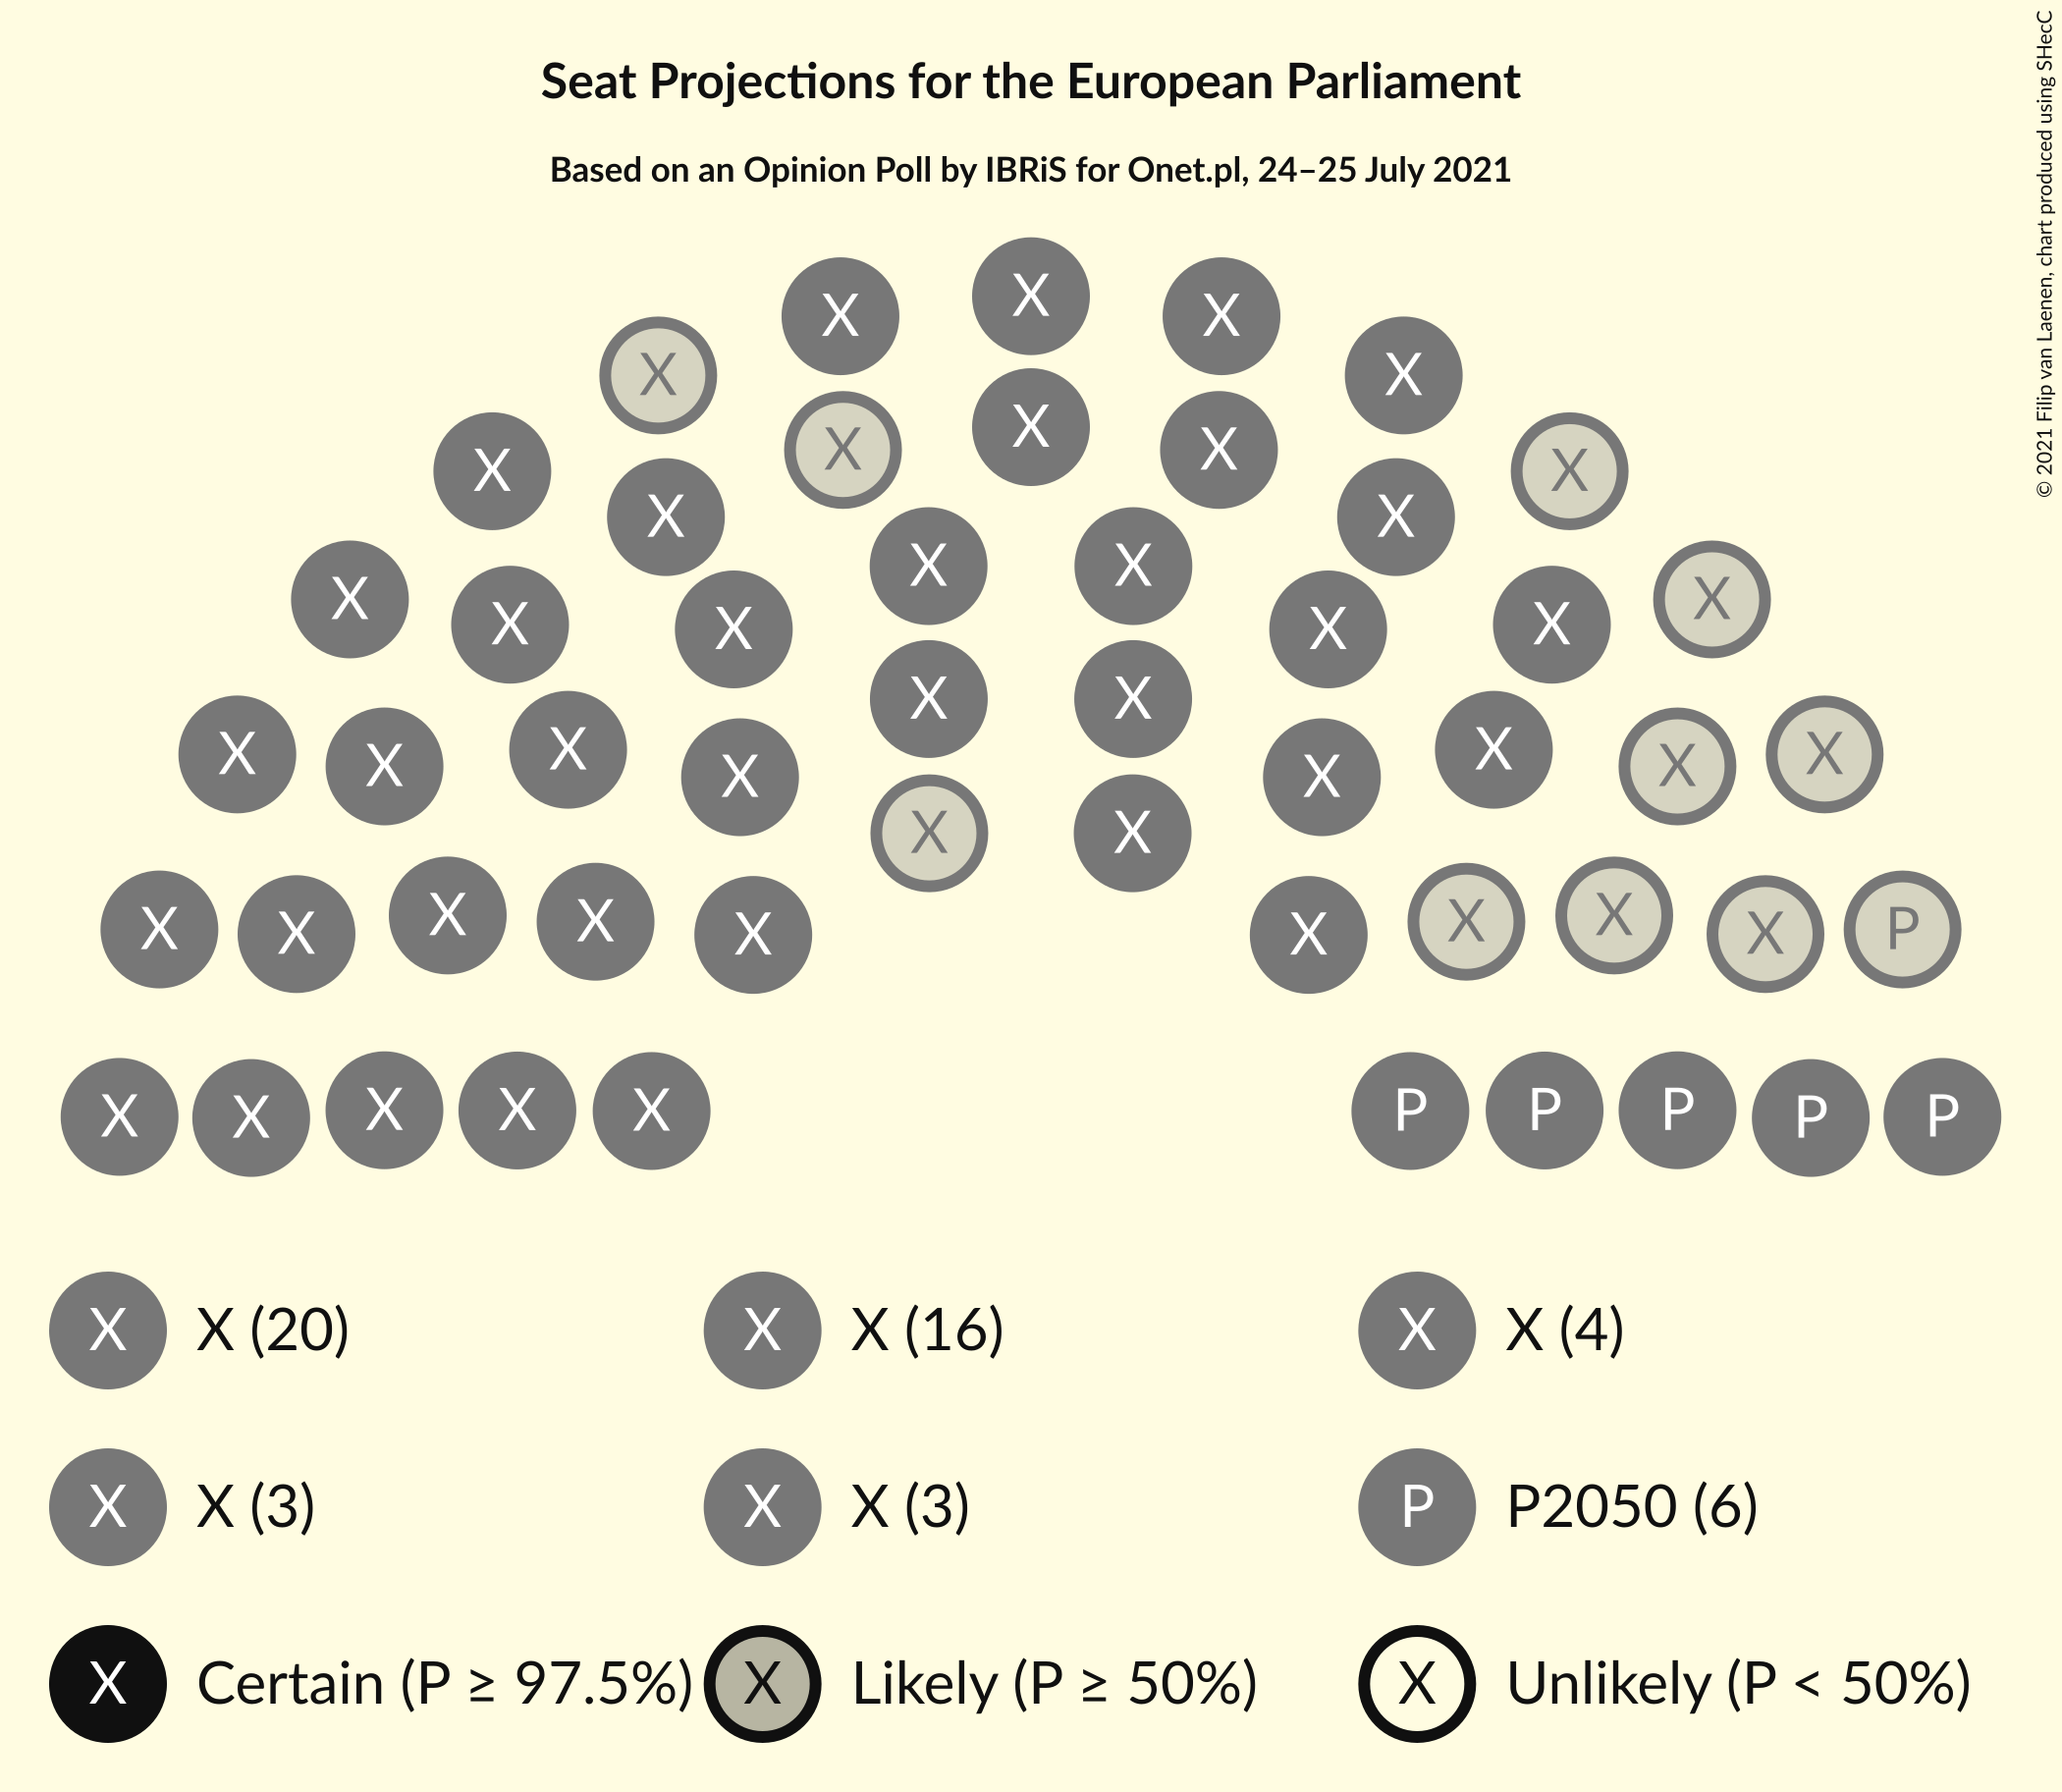 Seat Projections for the European Parliament
Based on an Opinion Poll by IBRiS for Onet.pl, 24–25 July 2021
© 2021 Filip van Laenen, chart produced using SHecC
X X X
X X
X X X X X
X X
X X X X X X X X
X X X X X X X X X X
X X
X X X X X X X X X P
X X X X X P P P P P
X X (20) X X (16) X X (4)
X X (3) X X (3) P P2050 (6)
X Certain (P ≥ 97.5%) X Likely (P ≥ 50%) X Unlikely (P < 50%)